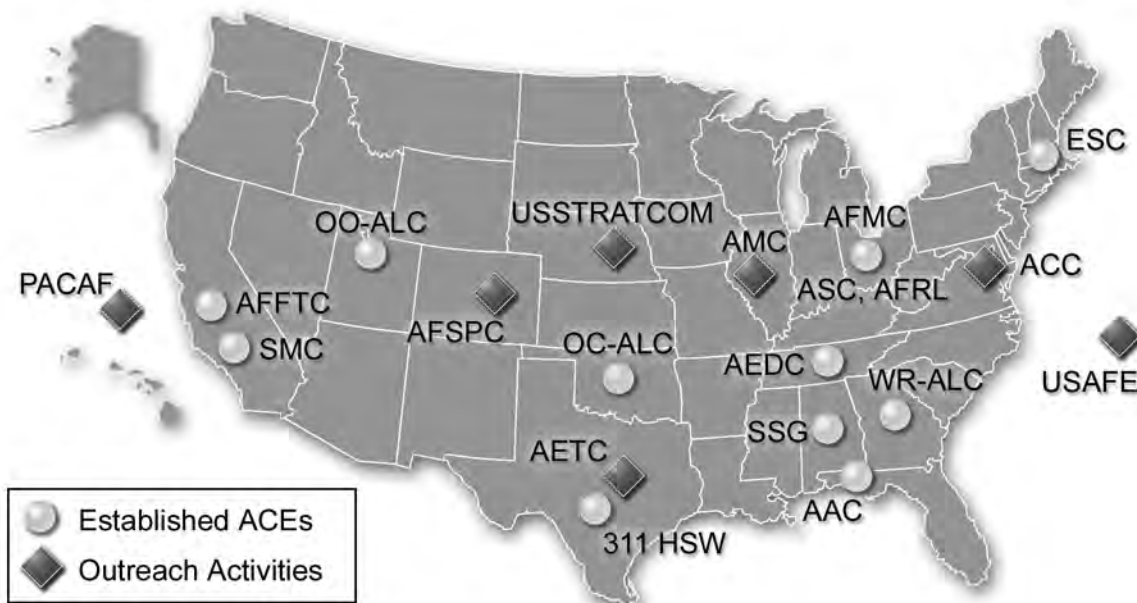 ESC
OO-ALC
USSTRATCOM
AFMC
AMC
ACC
PACAF
AFFTC
ASC, AFRL
AFSPC
SMC
OC-ALC
AEDC
WR-ALC
USAFE
SSG
AETC
AAC
311 HSW
Established ACEs
Outreach Activities